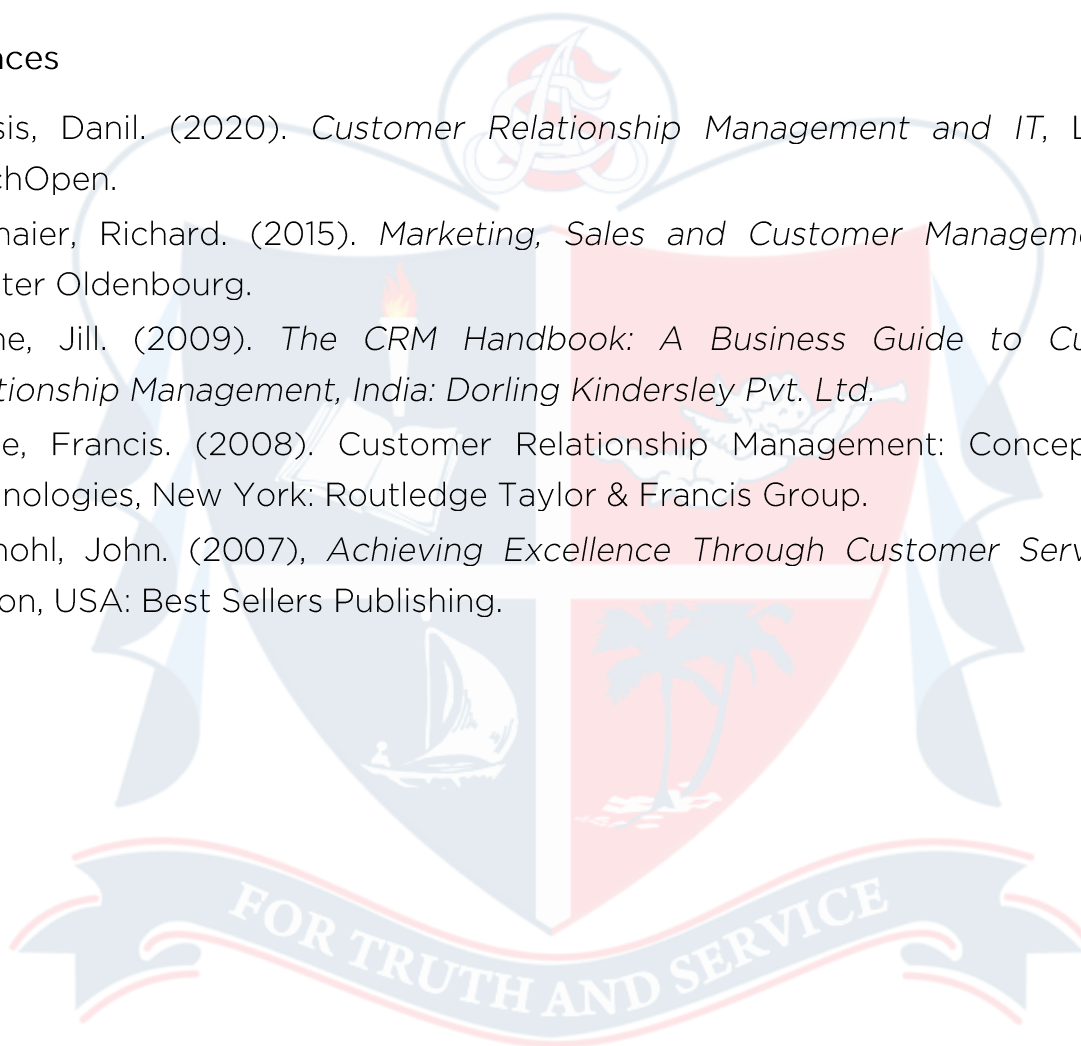 nces
sis, Danil. (2020). Customer Relationship Management and IT, L
chOpen.
naier, Richard. (2015). Marketing, Sales and Customer Managem
ter Oldenbourg.
ne, Jill. (2009). The CRM Handbook: A Business Guide to Cu
tionship Management, India: Dorling Kindersley Pvt. Ltd.
e, Francis. (2008). Customer Relationship Management: Concep
nologies, New York: Routledge Taylor & Francis Group.
hohl, John. (2007), Achieving Excellence Through Customer Serv
on, USA: Best Sellers Publishing.
FOR TRUTH AND SERVICE